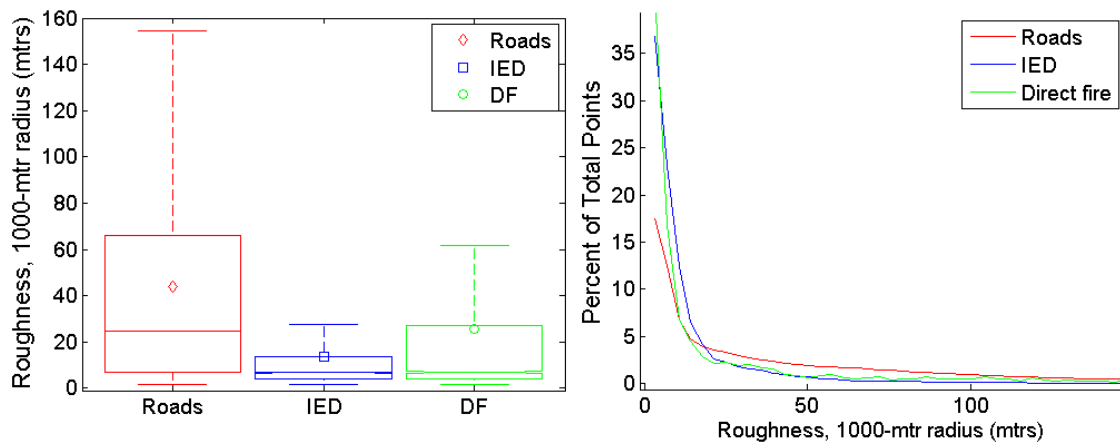 Roughness, 1000-mtr radius (mtrs)
160
140
120
100
80
60
40
20
0
Roads
IED
DF
Roads
IED
DF
Percent of Total Points
35
30
25
20
15
10
5
0
Roads
IED
Direct fire
0
50
100
Roughness, 1000-mtr radius (mtrs)